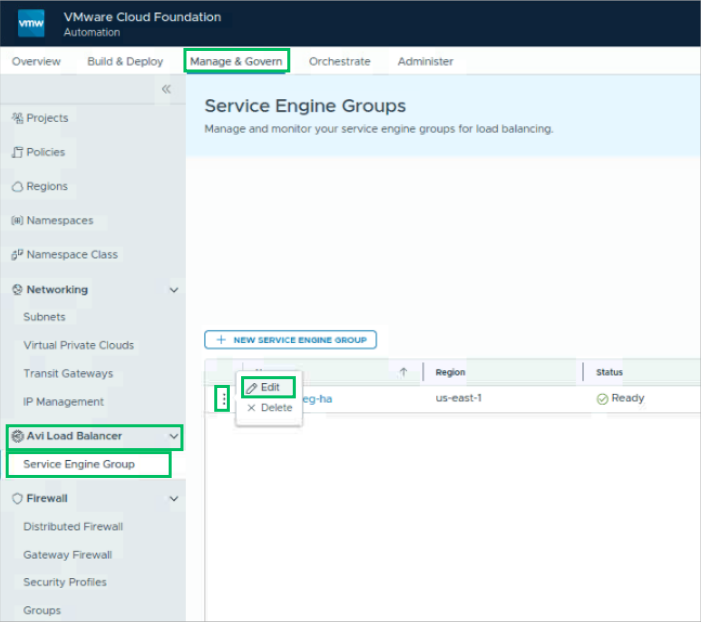 vmw
VMware Cloud Foundation
Automation
Overview Build & Deploy Manage & Govern Orchestrate Administer
Projects
Policies
Regions
Namespaces
Namespace Class
Networking
Subnets
Virtual Private Clouds
Transit Gateways
IP Management
Avi Load Balancer
Service Engine Group
Firewall
Distributed Firewall
Gateway Firewall
Security Profiles
Groups
Service Engine Groups
Manage and monitor your service engine groups for load balancing.
NEW SERVICE ENGINE GROUP
Region Status
Edit
eg-ha us-east-1 Ready
Delete